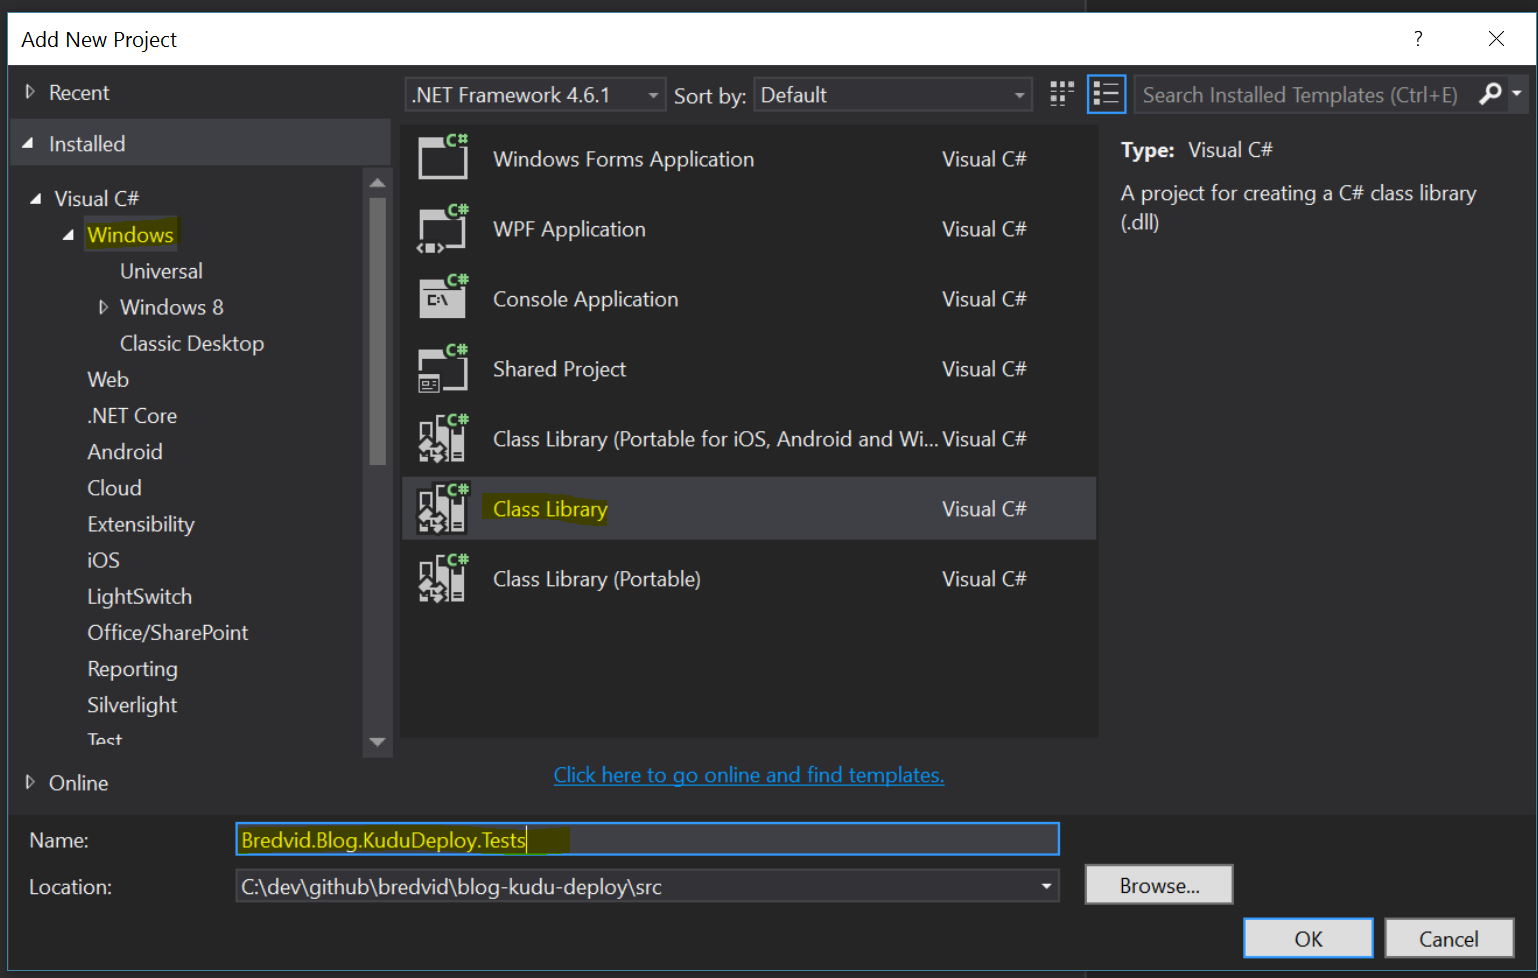 Add New Project
?
Recent
Installed
Visual C#
Windows
Universal
Windows 8
Classic Desktop
Web
.NET Core
Android
Cloud
Extensibility
iOS
LightSwitch
Office/SharePoint
Reporting
Silverlight
Test
Online
.NET Framework 4.6.1
Sort by: Default
Search Installed Templates (Ctrl+E)
C# Windows Forms Application Visual C#
C# WPF Application Visual C#
C# C:\ Console Application Visual C#
C# Shared Project Visual C#
C# Class Library (Portable for iOS, Android and Wi... Visual C#
C# Class Library Visual C#
C# Class Library (Portable) Visual C#
Click here to go online and find templates.
Type: Visual C#
A project for creating a C# class library
(.dll)
Name: Bredvid.Blog.KuduDeploy.Tests
Location: C:\dev\github\bredvid\blog-kudu-deploy\src
Browse...
OK Cancel